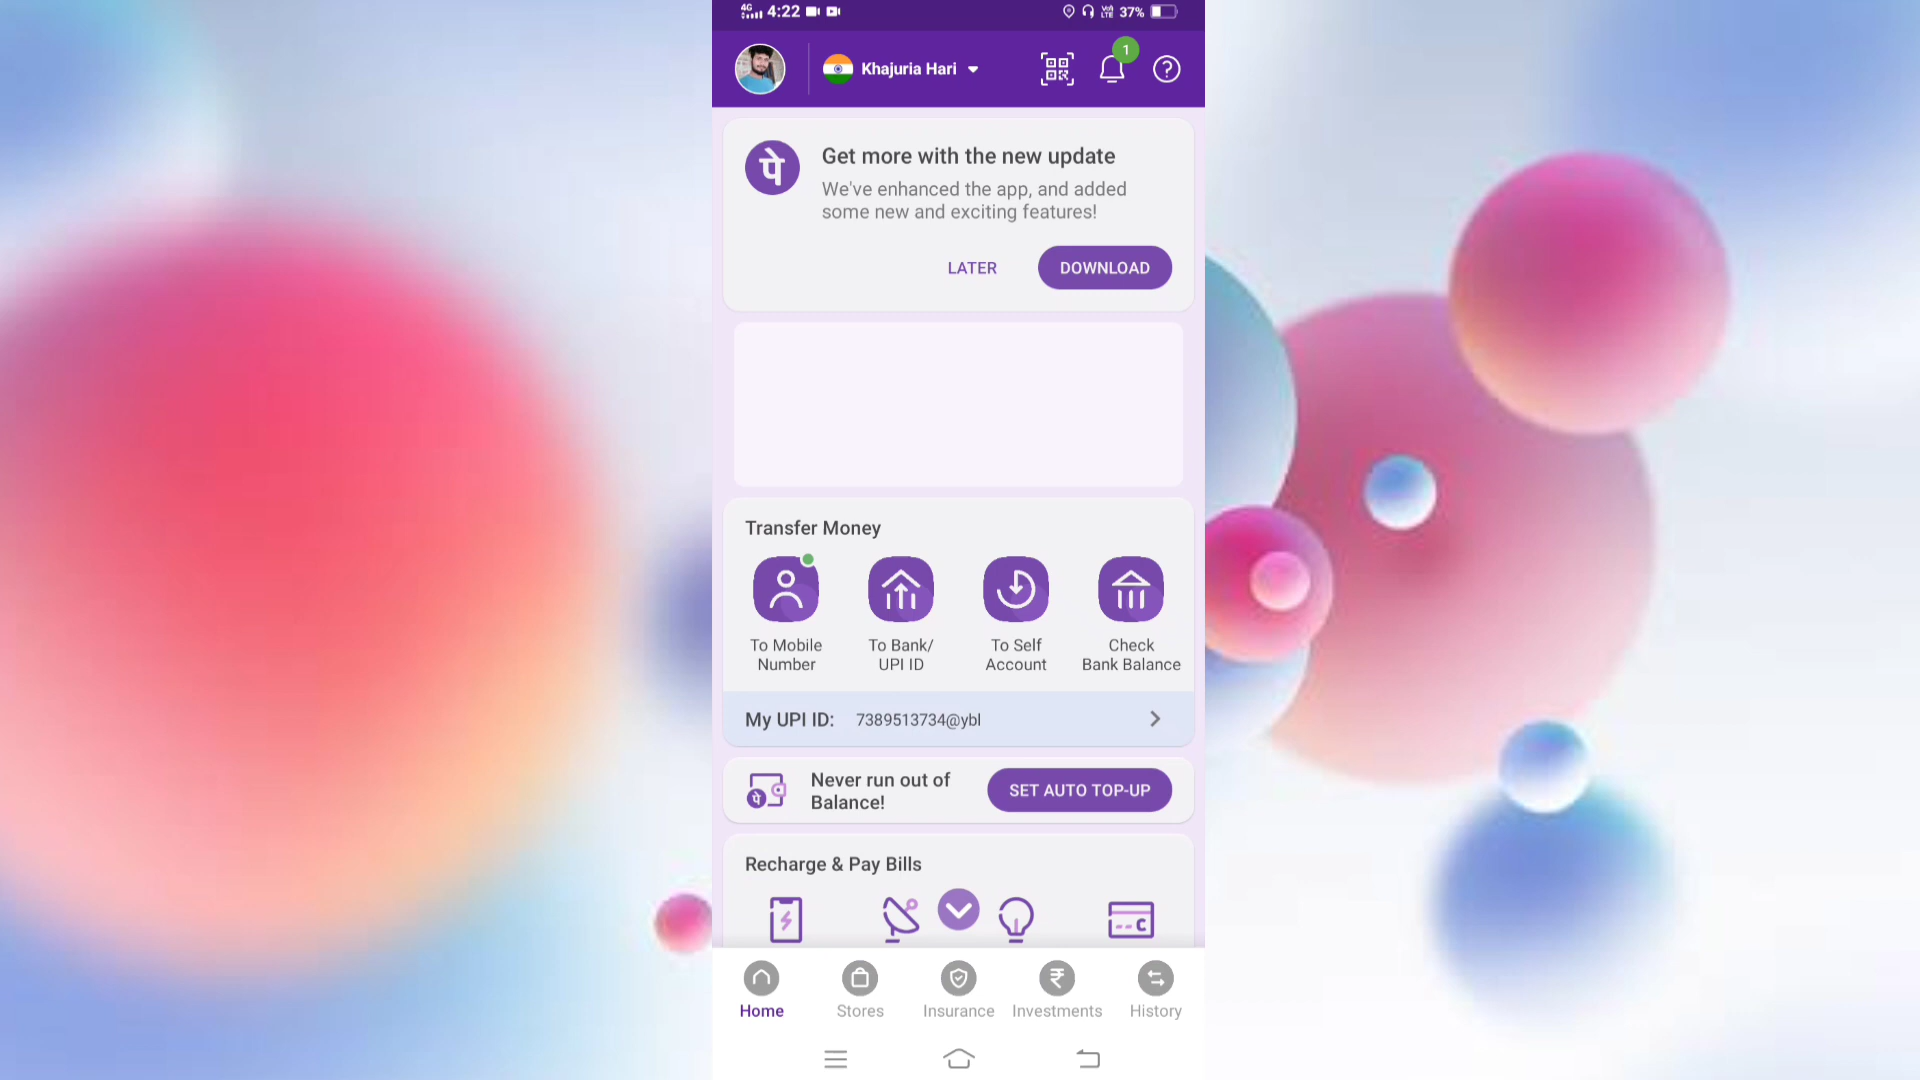 4G 4:22 37%
Khajuria Hari
1
पे
Get more with the new update
We've enhanced the app, and added
some new and exciting features!
LATER DOWNLOAD
Transfer Money
To Mobile
Number
To Bank/
UPI ID
To Self
Account
Check
Bank Balance
My UPI ID: 7389513734@ybl
पे
Never run out of
Balance!
SET AUTO TOP-UP
Recharge & Pay Bills
Home Stores Insurance Investments History